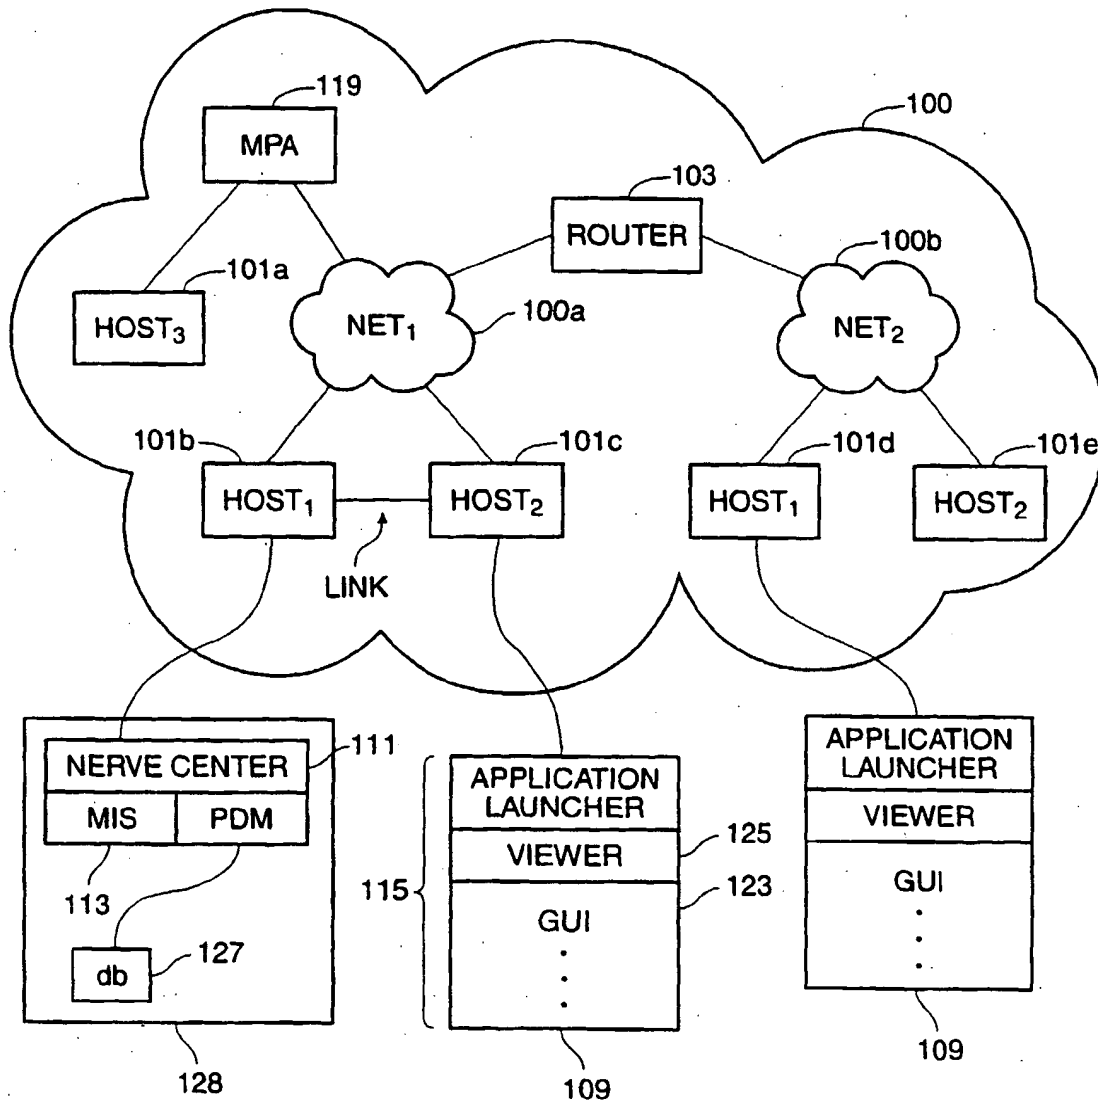 119
MPA
100
103
ROUTER
100b
101a
HOST3
NET1
100a
NET2
101b
101c
101d
101e
HOST1
HOST2
HOST1
HOST2
LINK
NERVE CENTER
111
MIS
PDM
113
db
127
128
APPLICATION
LAUNCHER
VIEWER
125
115
123
GUI
109
APPLICATION
LAUNCHER
VIEWER
GUI
109